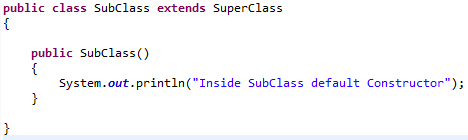 public class SubClass extends SuperClass
{
public SubClass()
{
System.out.println("Inside SubClass default Constructor");
}
}